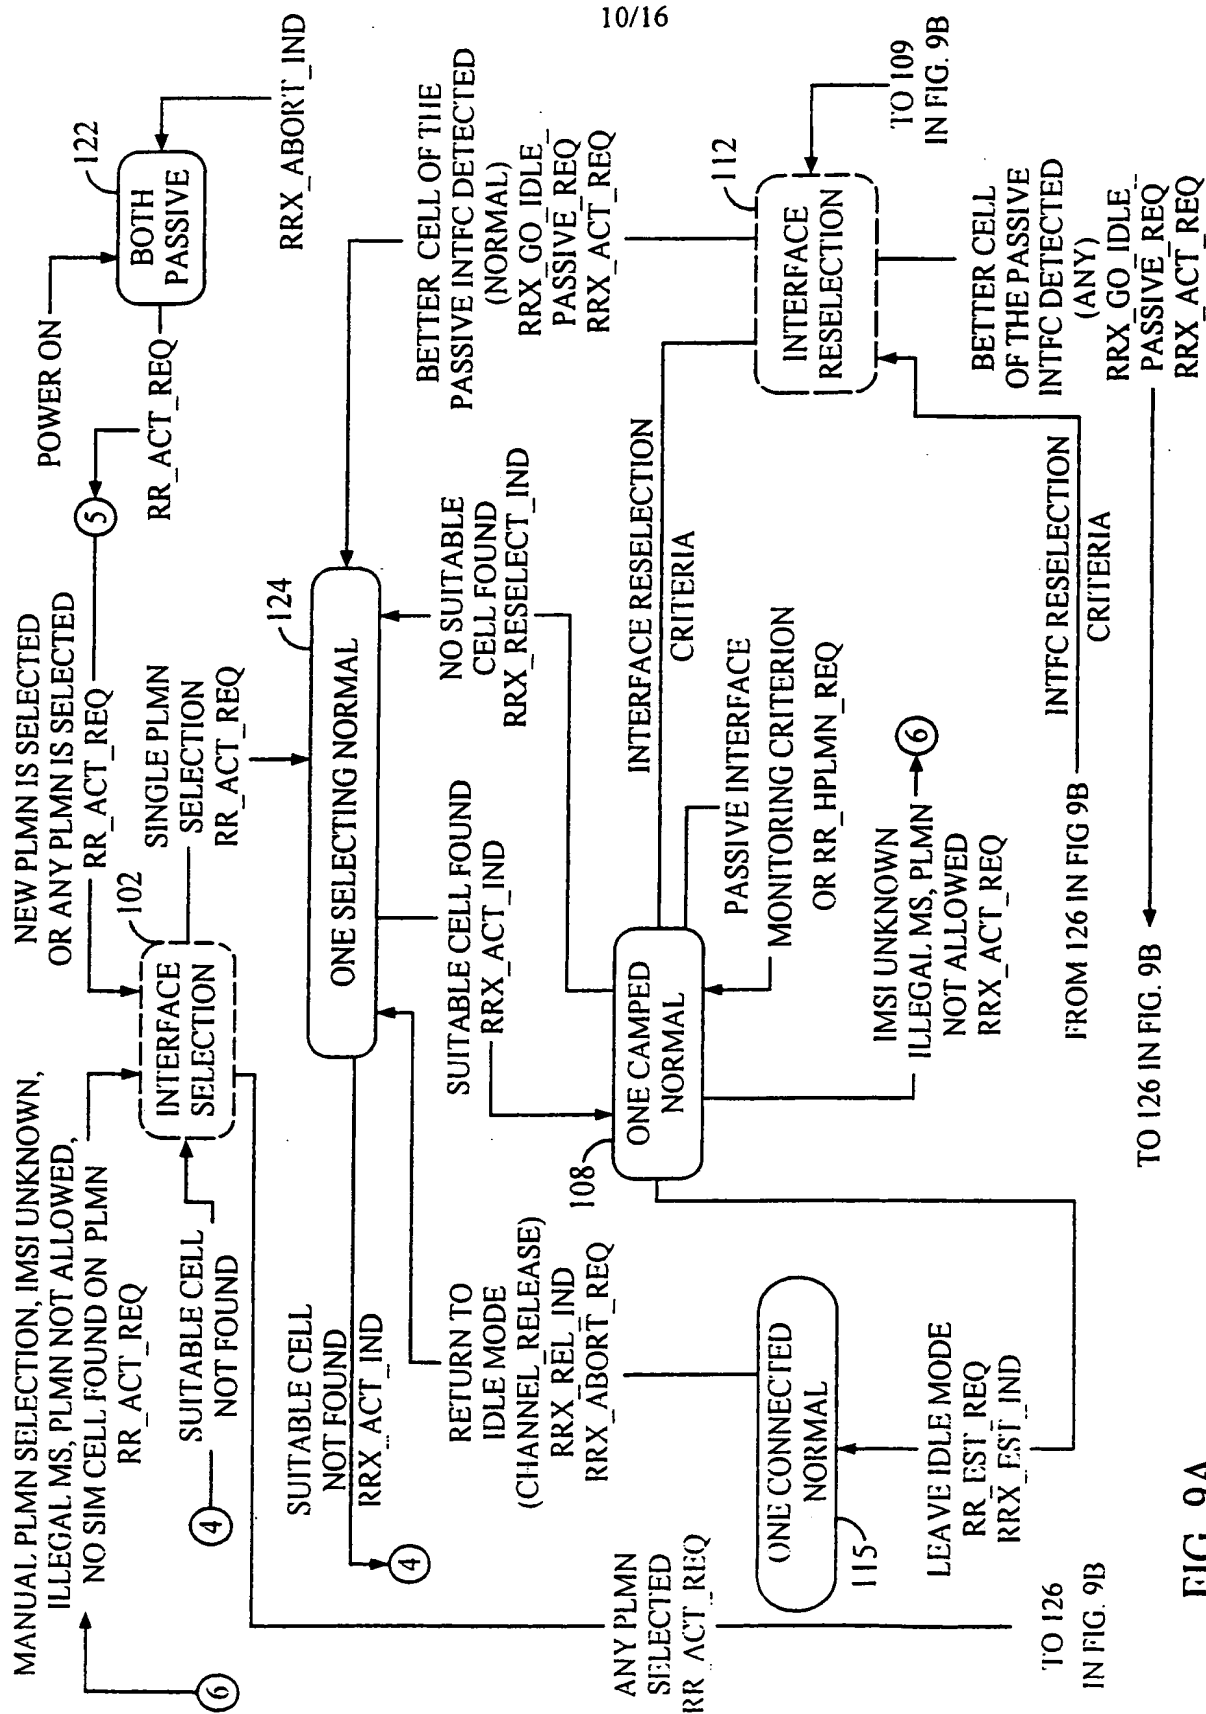 10/16
MANUAL PLMN SELECTION, IMSI UNKNOWN,
ILLEGAL MS, PLMN NOT ALLOWED,
NO SIM CELL FOUND ON PLMN
RR_ACT_REQ
6
4
SUITABLE CELL
NOT FOUND
NEW PLMN IS SELECTED
OR ANY PLMN IS SELECTED
RR_ACT_REQ
5
POWER ON
RR_ACT_REQ
122
BOTH
PASSIVE
RRX_ABORT_IND
102
INTERFACE
SELECTION
SINGLE PLMN
SELECTION
RR_ACT_REQ
124
ONE SELECTING NORMAL
SUITABLE CELL
NOT FOUND
RRX_ACT_IND
4
RETURN TO
IDLE MODE
(CHANNEL RELEASE)
RRX_REL_IND
RRX_ABORT_REQ
SUITABLE CELL FOUND
RRX_ACT_IND
NO SUITABLE
CELL FOUND
RRX_RESELECT_IND
BETTER CELL OF THE
PASSIVE INTFC DETECTED
(NORMAL)
RRX_GO_IDLE_
PASSIVE_REQ
RRX_ACT_REQ
ANY PLMN
SELECTED
RR_ACT_REQ
TO 126
IN FIG. 9B
ONE CONNECTED
NORMAL
115
LEAVE IDLE MODE
RR_EST_REQ
RRX_EST_IND
108
ONE CAMPED
NORMAL
INTERFACE RESELECTION
CRITERIA
PASSIVE INTERFACE
MONITORING CRITERION
OR RR_HPLMN_REQ
IMSI UNKNOWN
ILLEGAL MS, PLMN
NOT ALLOWED
RRX_ACT_REQ
6
112
INTERFACE
RESELECTION
TO 109
IN FIG. 9B
FROM 126 IN FIG 9B
INTFC RESELECTION
CRITERIA
BETTER CELL
OF THE PASSIVE
INTFC DETECTED
(ANY)
RRX_GO_IDLE_
PASSIVE_REQ
RRX_ACT_REQ
TO 126 IN FIG. 9B
FIG. 9A